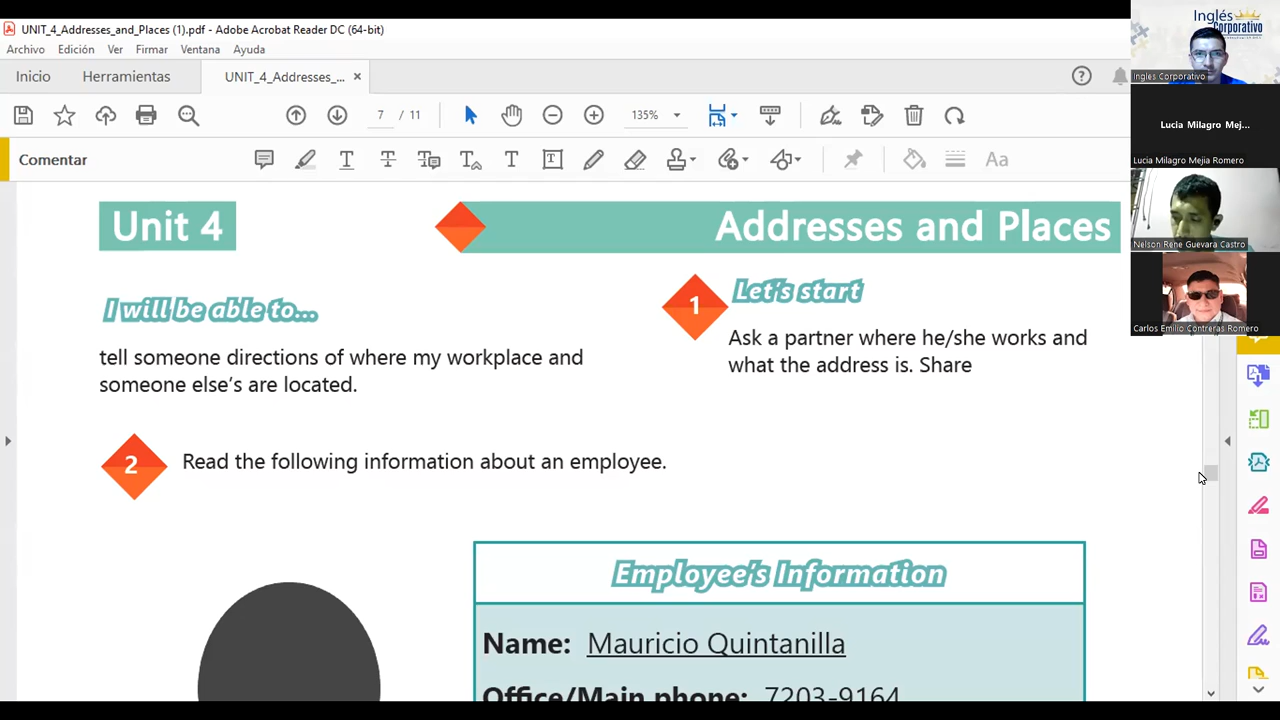 UNIT_4_Addresses_and_Places (1).pdf - Adobe Acrobat Reader DC (64-bit)
Archivo Edición Ver Firmar Ventana Ayuda
Inicio Herramientas UNIT_4_Addresses_... ×
7 / 11 135%
Comentar
Unit 4
Addresses and Places
I will be able to...
tell someone directions of where my workplace and
someone else's are located.
1
Let's start
Ask a partner where he/she works and
what the address is. Share
2
Read the following information about an employee.
Employee's Information
Name: Mauricio Quintanilla
Office/Main phone: 7203-9164
Inglés
Corporativo
Ingles Corporativo
Lucia Milagro Mej...
Lucia Milagro Mejia Romero
Nelson Rene Guevara Castro
Carlos Emilio Contreras Romero